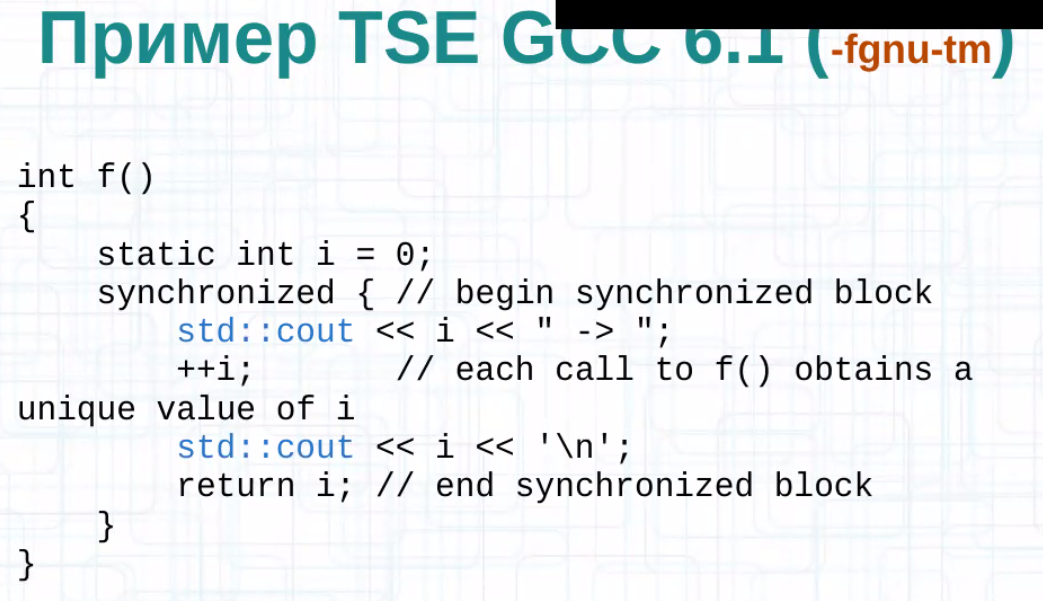 Пример TSE GCC 6.1 (-fgnu-tm)
int f()
{
    static int i = 0;
    synchronized { // begin synchronized block
        std::cout << i << " -> ";
        ++i;       // each call to f() obtains a
unique value of i
        std::cout << i << '\n';
        return i; // end synchronized block
    }
}